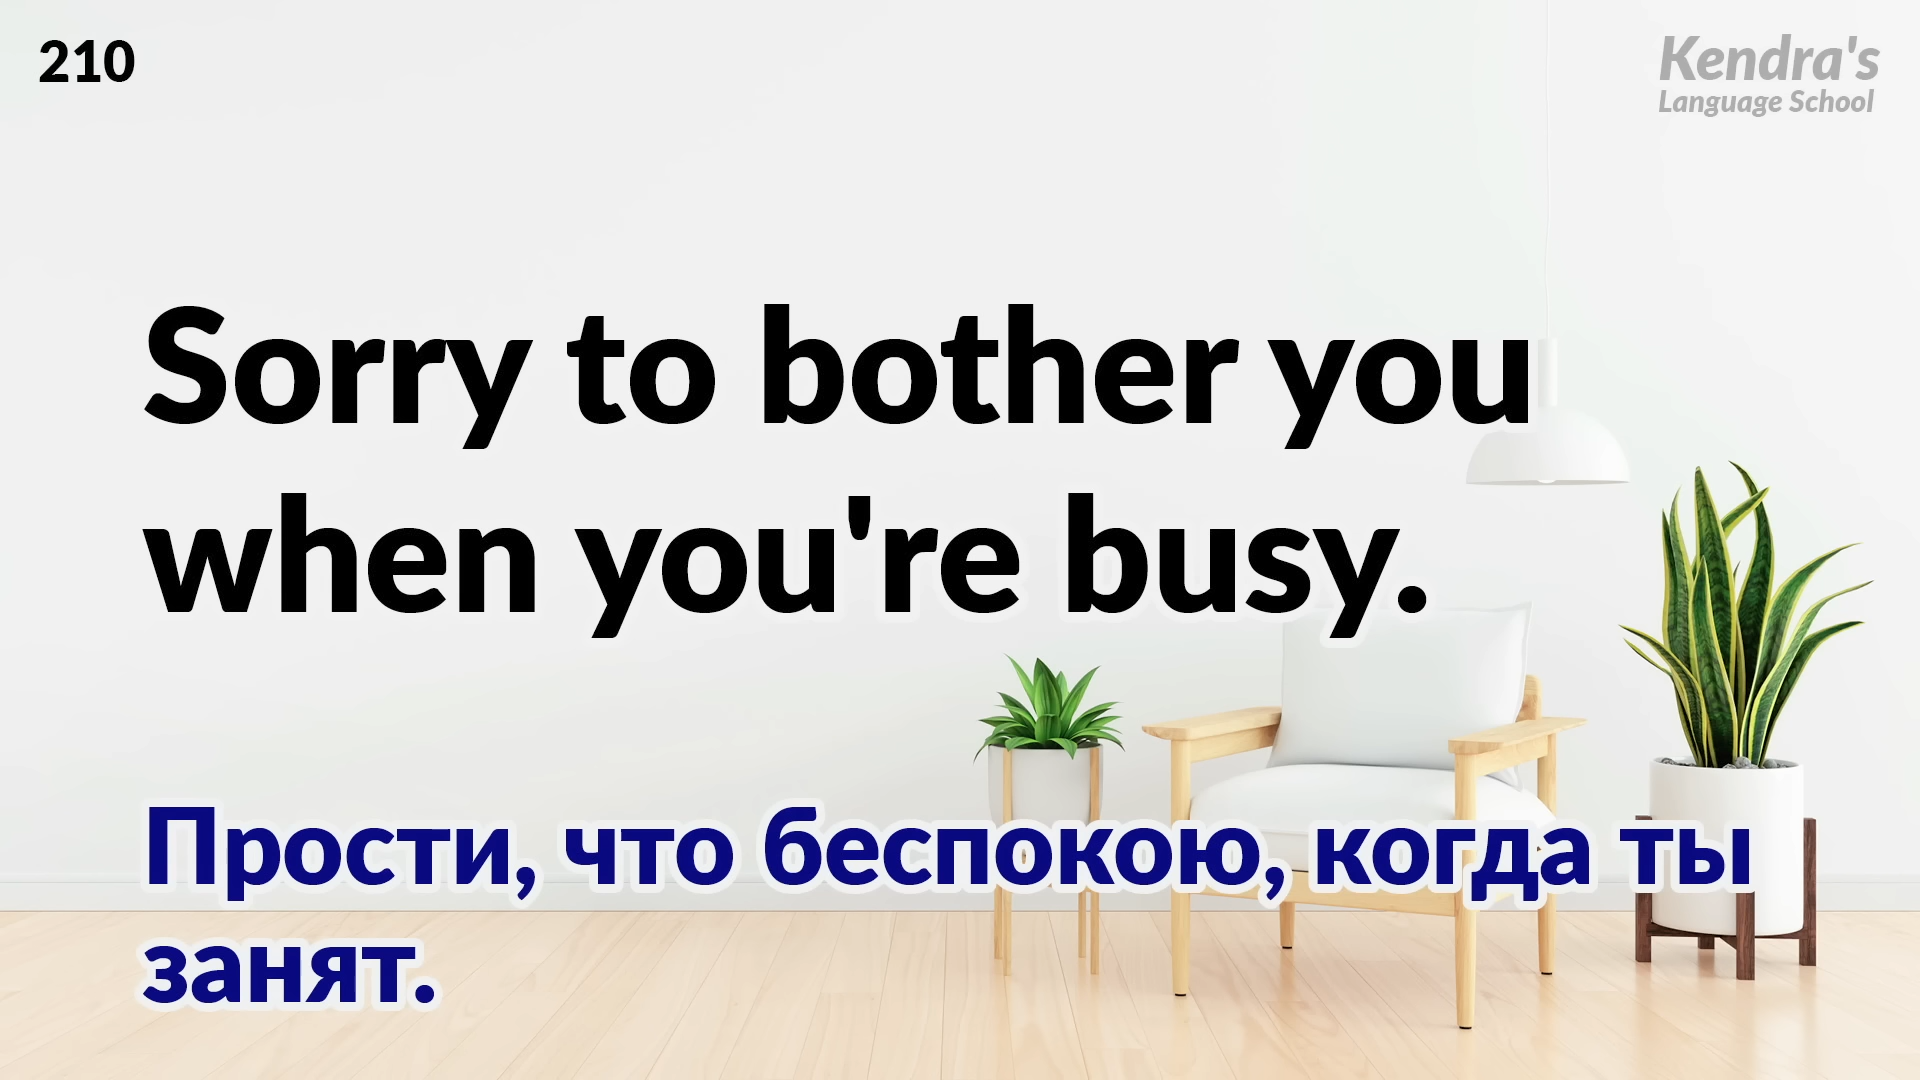 210
Kendra's
Language School
Sorry to bother you
when you're busy.
Прости, что беспокою, когда ты
занят.